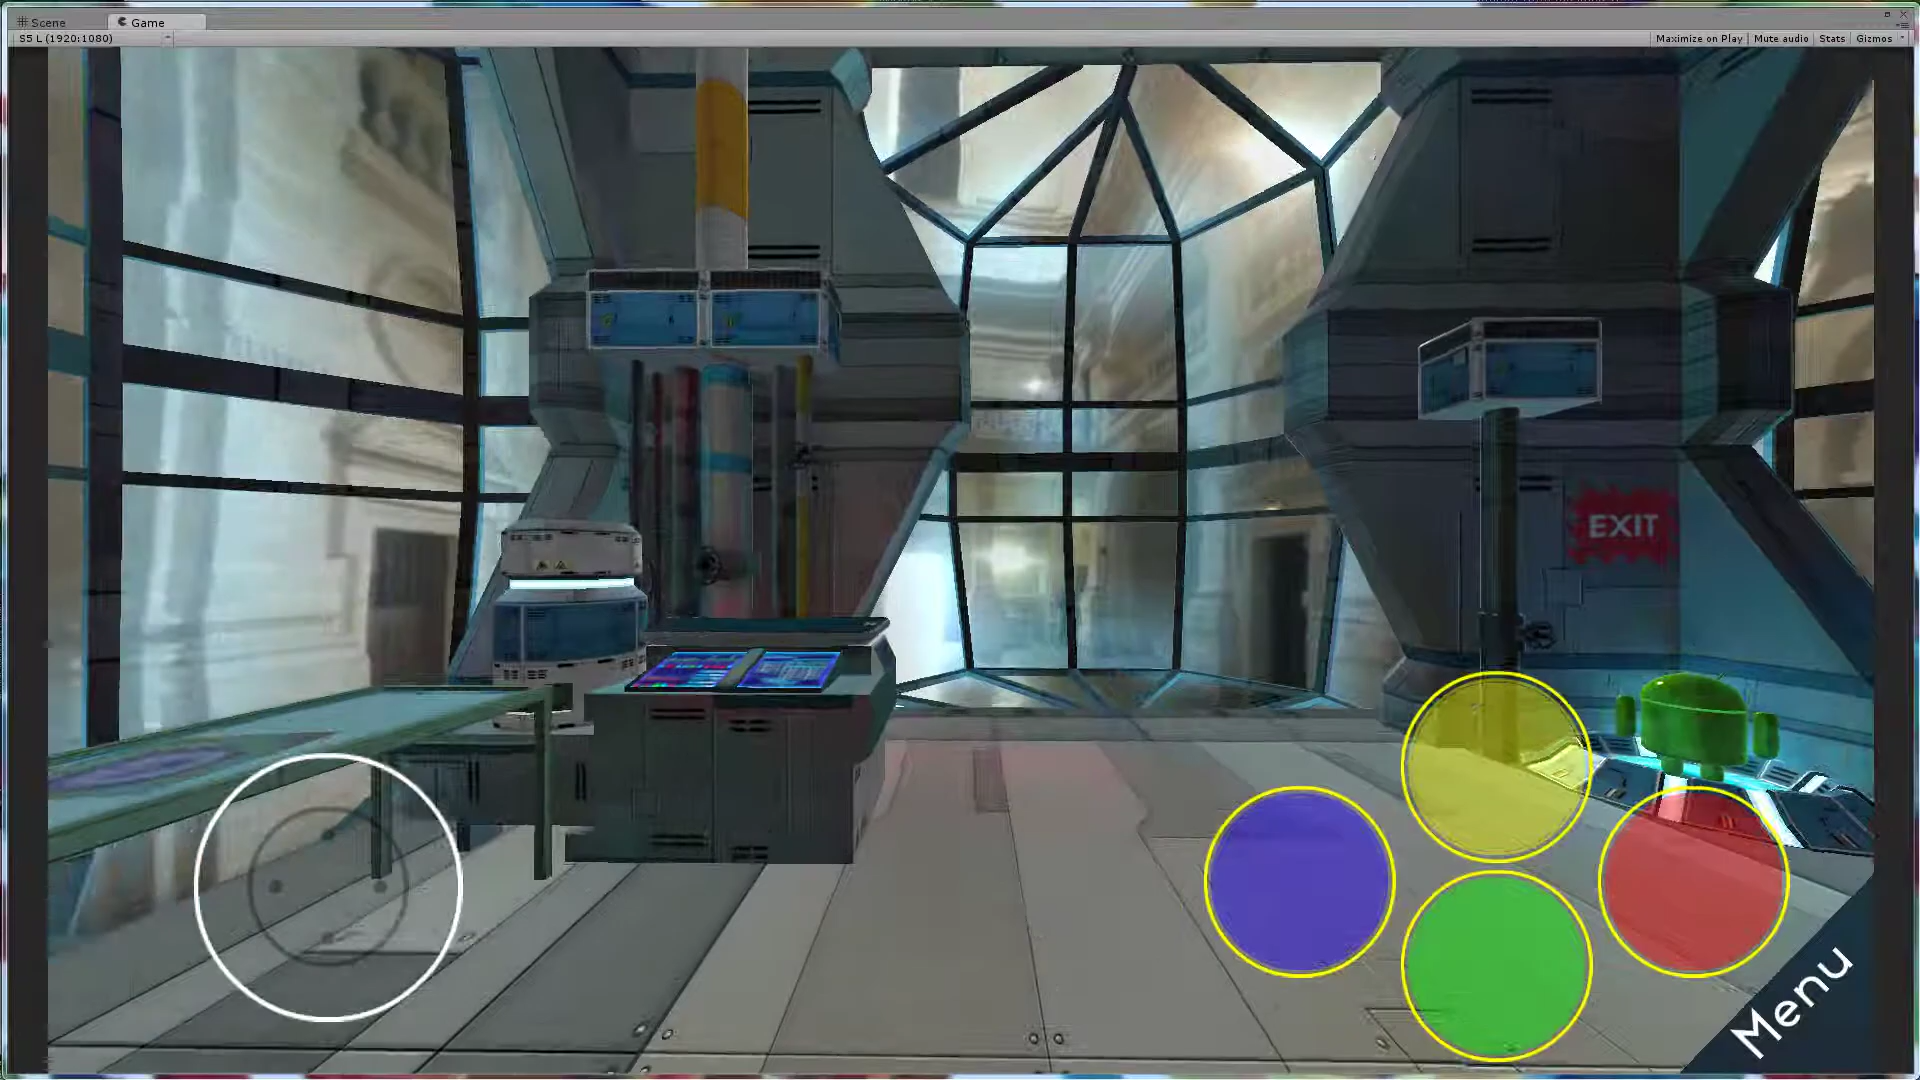 Scene
Game
S5 L (1920:1080)
Maximize on Play
Mute audio
Stats
Gizmos
EXIT
Menu